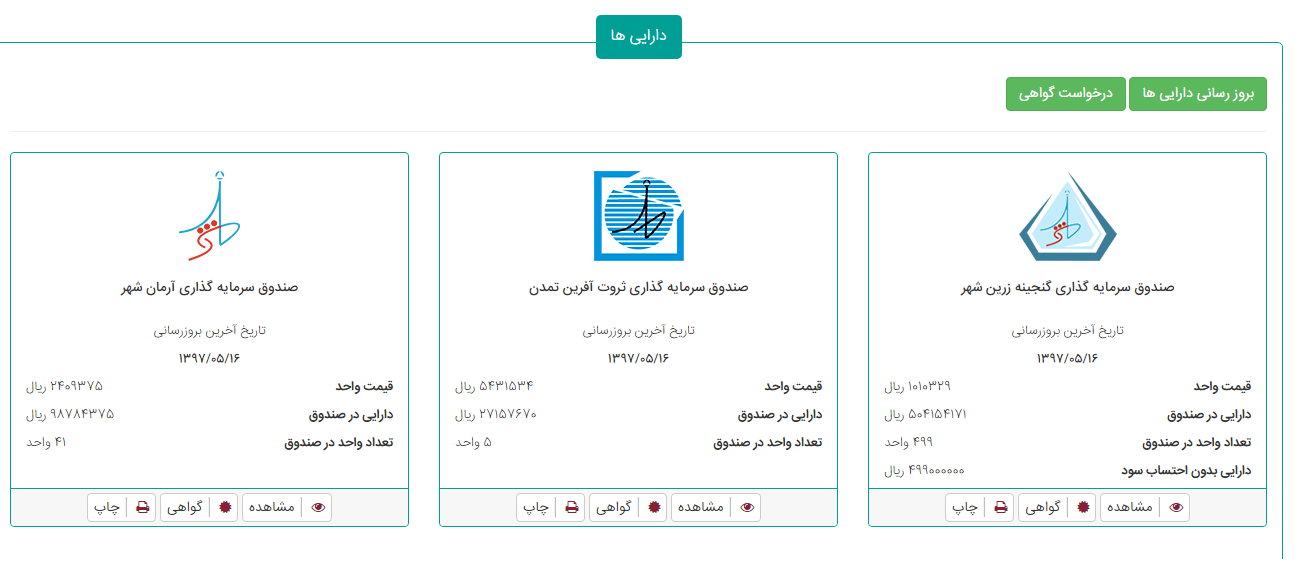 دارایی ها
بروز رسانی دارایی ها
درخواست گواهی
صندوق سرمایه گذاری گنجینه زرین شهر
تاریخ آخرین بروزرسانی
۱۳۹۷/۰۵/۱۶
قیمت واحد ۱۰۱۰۳۲۹ ریال
دارایی در صندوق ۵۰۴۱۵۴۱۷۱ ریال
تعداد واحد در صندوق ۴۹۹ واحد
دارایی بدون احتساب سود ۴۹۹۰۰۰۰۰۰ ریال
مشاهده گواهی چاپ
صندوق سرمایه گذاری ثروت آفرین تمدن
تاریخ آخرین بروزرسانی
۱۳۹۷/۰۵/۱۶
قیمت واحد ۵۴۳۱۵۳۴ ریال
دارایی در صندوق ۲۷۱۵۷۶۷۰ ریال
تعداد واحد در صندوق ۵ واحد
مشاهده گواهی چاپ
صندوق سرمایه گذاری آرمان شهر
تاریخ آخرین بروزرسانی
۱۳۹۷/۰۵/۱۶
قیمت واحد ۲۴۰۹۳۷۵ ریال
دارایی در صندوق ۹۸۷۸۴۳۷۵ ریال
تعداد واحد در صندوق ۴۱ واحد
مشاهده گواهی چاپ